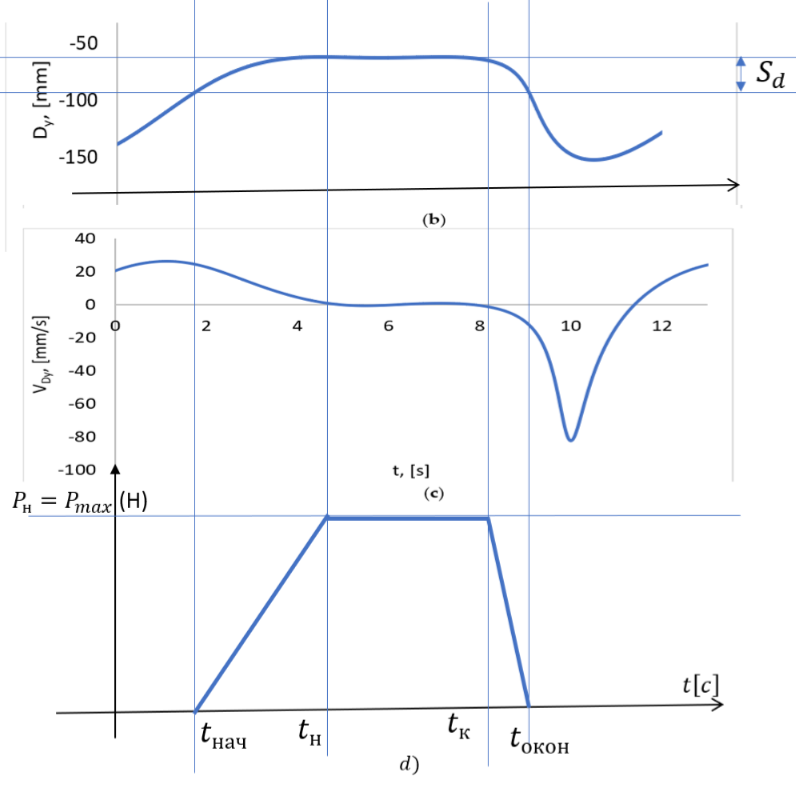 -50
S_d
-100
D_y, [mm]
-150
(b)
40
20
0
0 2 4 6 8 10 12
-20
V_Dy, [mm/s]
-40
-60
-80
-100
t, [s]
(c)
P_н = P_max (Н)
t[c]
t_нач t_н t_к t_окон
d)